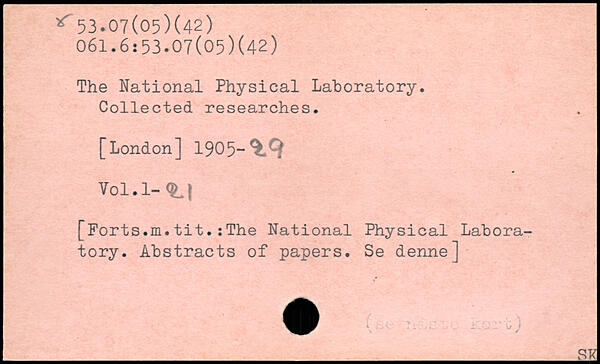 53.07(05)(42)
061.6:53.07(05)(42)
The National Physical Laboratory.
Collected researches.
[London] 1905-29
Vol.1-21
[Forts.m.tit.:The National Physical Labora-
tory. Abstracts of papers. Se denne]
(se næste kort)
SK